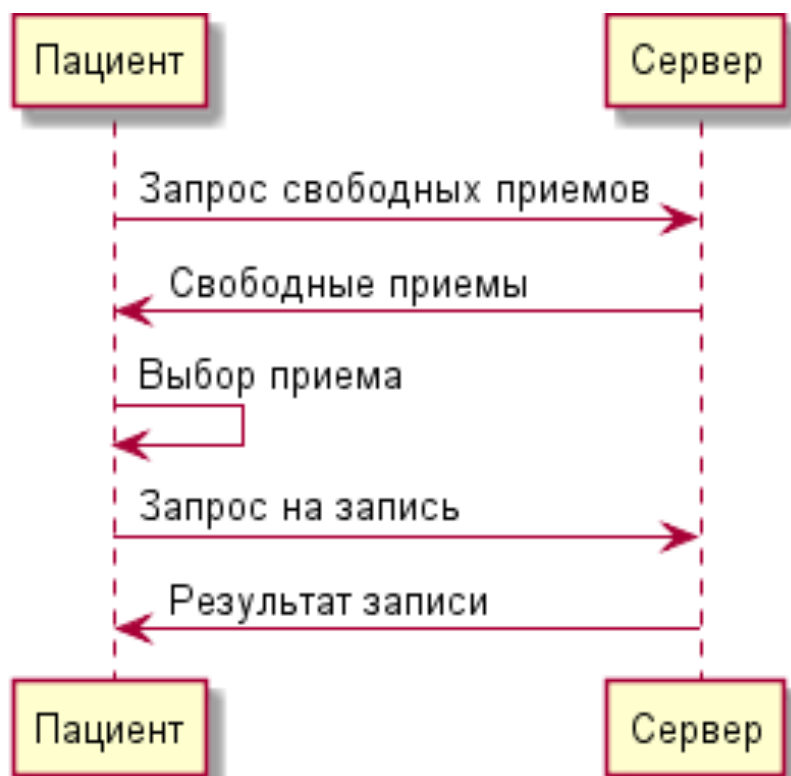 Пациент
Сервер
Запрос свободных приемов
Свободные приемы
Выбор приема
Запрос на запись
Результат записи
Пациент
Сервер